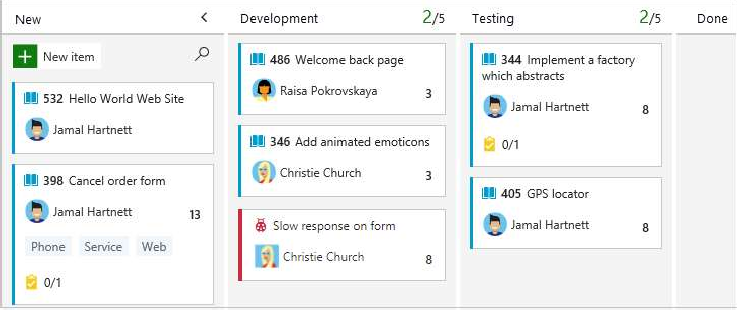 New
Development 2/5
Testing 2/5
Done
New item
532 Hello World Web Site
Jamal Hartnett
398 Cancel order form
Jamal Hartnett 13
Phone Service Web
0/1
486 Welcome back page
Raisa Pokrovskaya 3
346 Add animated emoticons
Christie Church 3
Slow response on form
Christie Church 8
344 Implement a factory
which abstracts
Jamal Hartnett 8
0/1
405 GPS locator
Jamal Hartnett 8